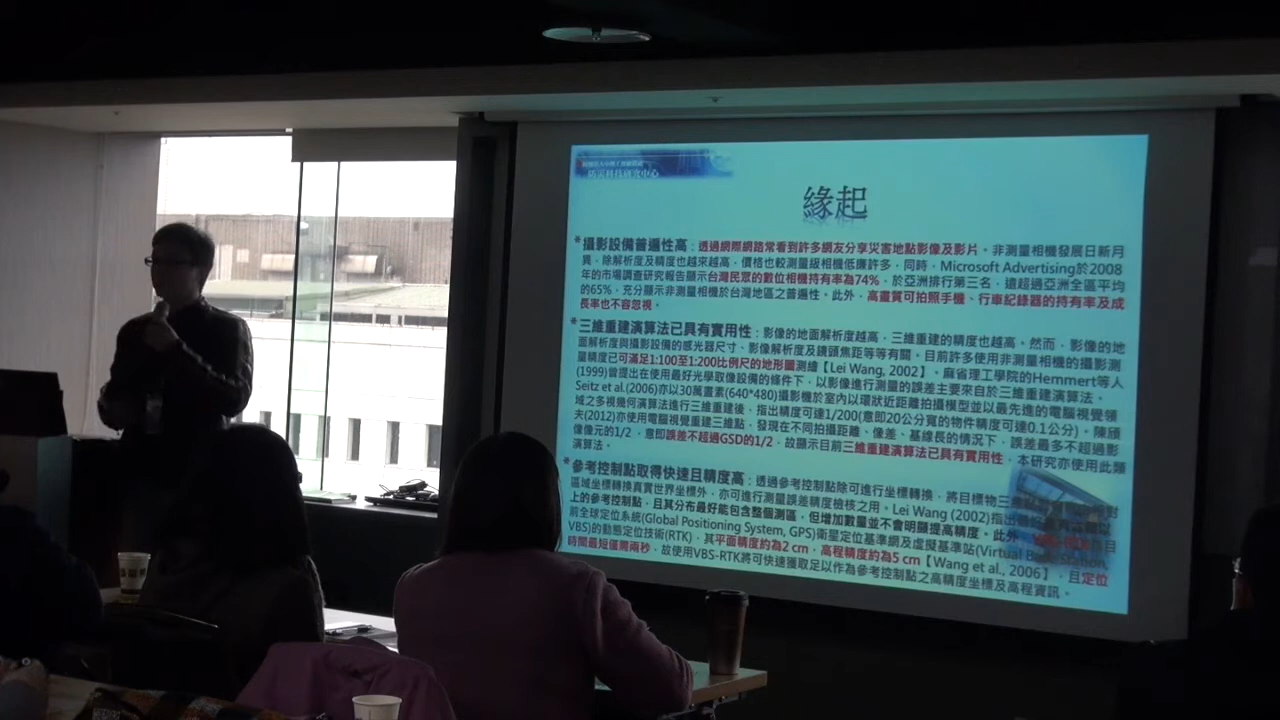 防災科技研究中心
緣起
*攝影設備普遍性高：透過網際網路常看到許多網友分享災害地點影像及影片。非測量相機發展日新月
異，除解析度及精度也越來越高，價格也較測量級相機低廉許多，同時，Microsoft Advertising於2008
年的市場調查研究報告顯示台灣民眾的數位相機持有率為74%，於亞洲排行第三名，遠超過亞洲全區平均
的65%，充分顯示非測量相機於台灣地區之普遍性。此外，高畫質可拍照手機、行車紀錄器的持有率及成
長率也不容忽視。
*三維重建演算法已具有實用性：影像的地面解析度越高，三維重建的精度也越高。然而，影像的地
面解析度與攝影設備的感光器尺寸、影像解析度及鏡頭焦距等等有關。目前許多使用非測量相機的攝影測
量精度已可滿足1:100至1:200比例尺的地形圖測繪【Lei Wang, 2002】、麻省理工學院的Hemmert等人
(1999)曾提出在使用最好光學取像設備的條件下，以影像進行測量的誤差主要來自於三維重建演算法。
Seitz et al.(2006)亦以30萬畫素(640*480)攝影機於室內以環狀近距離拍攝模型並以最先進的電腦視覺領
域之多視幾何演算法進行三維重建後，指出精度可達1/200(意即20公分寬的物件精度可達0.1公分)。陳頎
夫(2012)亦使用電腦視覺重建三維點，發現在不同拍攝距離、像差、基線長的情況下，誤差最多不超過影
像像元的1/2，意即誤差不超過GSD的1/2，故顯示目前三維重建演算法已具有實用性，本研究亦使用此類
演算法。
*參考控制點取得快速且精度高：透過參考控制點除可進行坐標轉換，將目標物三
區域坐標轉換真實世界坐標外，亦可進行測量誤差精度檢核之用。Lei Wang (2002)指出
上的參考控制點，且其分布最好能包含整個測區，但增加數量並不會明顯提高精度。此外
前全球定位系統(Global Positioning System, GPS)衛星定位基準網及虛擬基準站(Virtual Base Station,
VBS)的動態定位技術(RTK)，其平面精度約為2 cm，高程精度約為5 cm【Wang et al., 2006】，且定位
時間最短僅需兩秒，故使用VBS-RTK將可快速獲取足以作為參考控制點之高精度坐標及高程資訊。